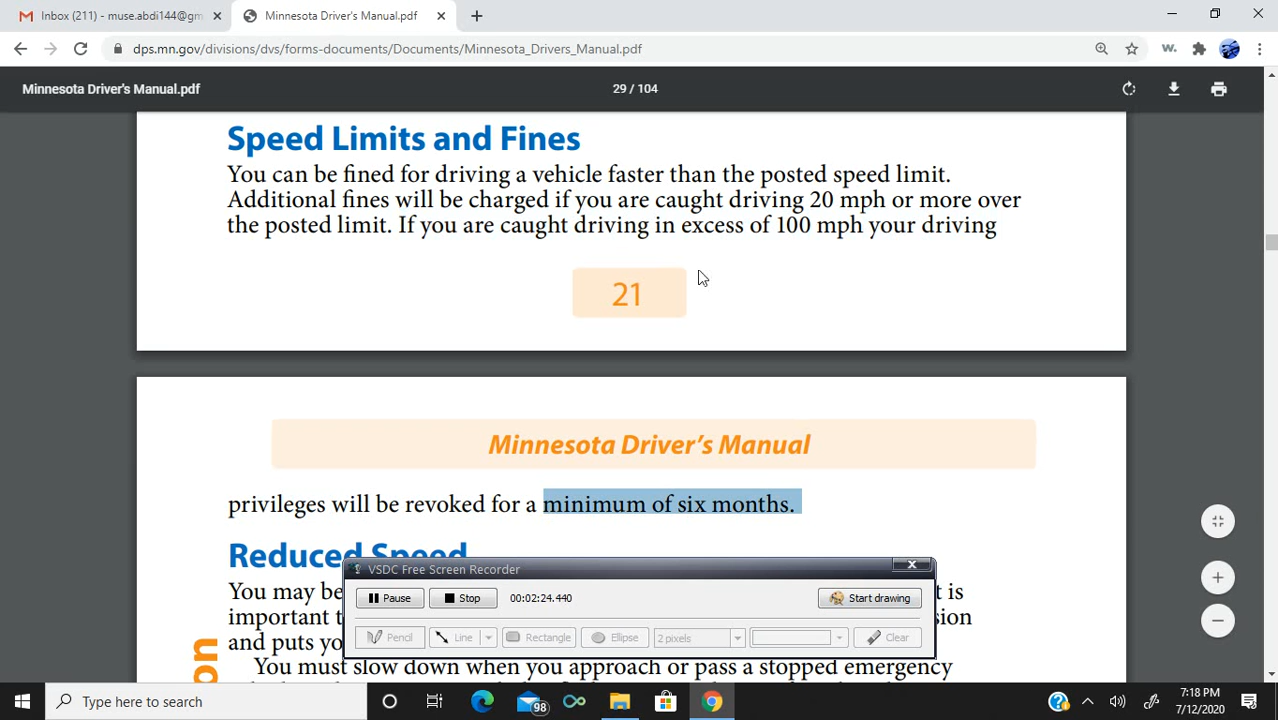 Inbox (211) - muse.abdi144@gm
Minnesota Driver's Manual.pdf
dps.mn.gov/divisions/dvs/forms-documents/Documents/Minnesota_Drivers_Manual.pdf
w.
Minnesota Driver's Manual.pdf
29 / 104
Speed Limits and Fines
You can be fined for driving a vehicle faster than the posted speed limit.
Additional fines will be charged if you are caught driving 20 mph or more over
the posted limit. If you are caught driving in excess of 100 mph your driving
21
Minnesota Driver's Manual
privileges will be revoked for a minimum of six months.
Reduced Speed
You may be
t is
important t
sion
and puts yo
You must slow down when you approach or pass a stopped emergency
on
VSDC Free Screen Recorder
Pause
Stop
00:02:24.440
Start drawing
Pencil
Line
Rectangle
Ellipse
2 pixels
Clear
Type here to search
98
7:18 PM
7/12/2020